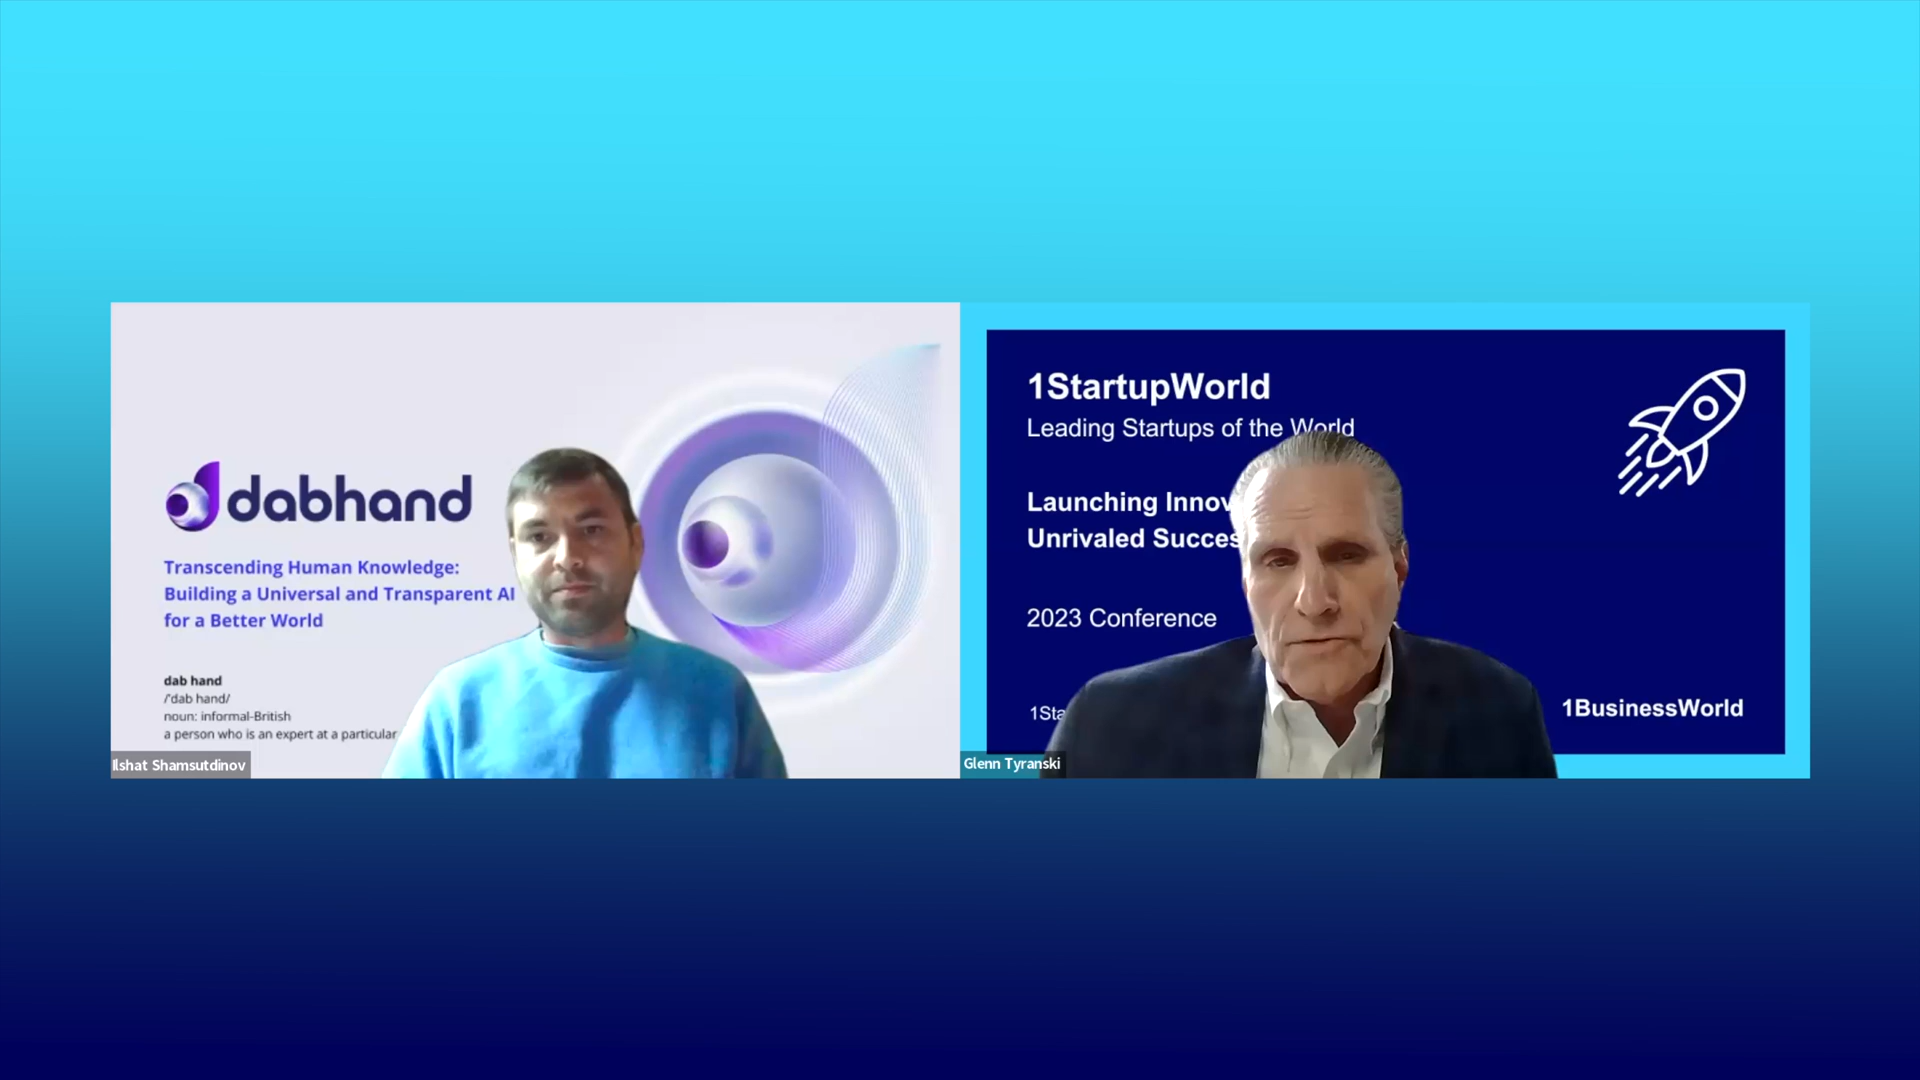 dabhand
Transcending Human Knowledge:
Building a Universal and Transparent AI
for a Better World
dab hand
/'dab hand/
noun: informal-British
a person who is an expert at a particular
Ilshat Shamsutdinov
1StartupWorld
Leading Startups of the World
Launching Innov
Unrivaled Succes
2023 Conference
1Sta
1BusinessWorld
Glenn Tyranski